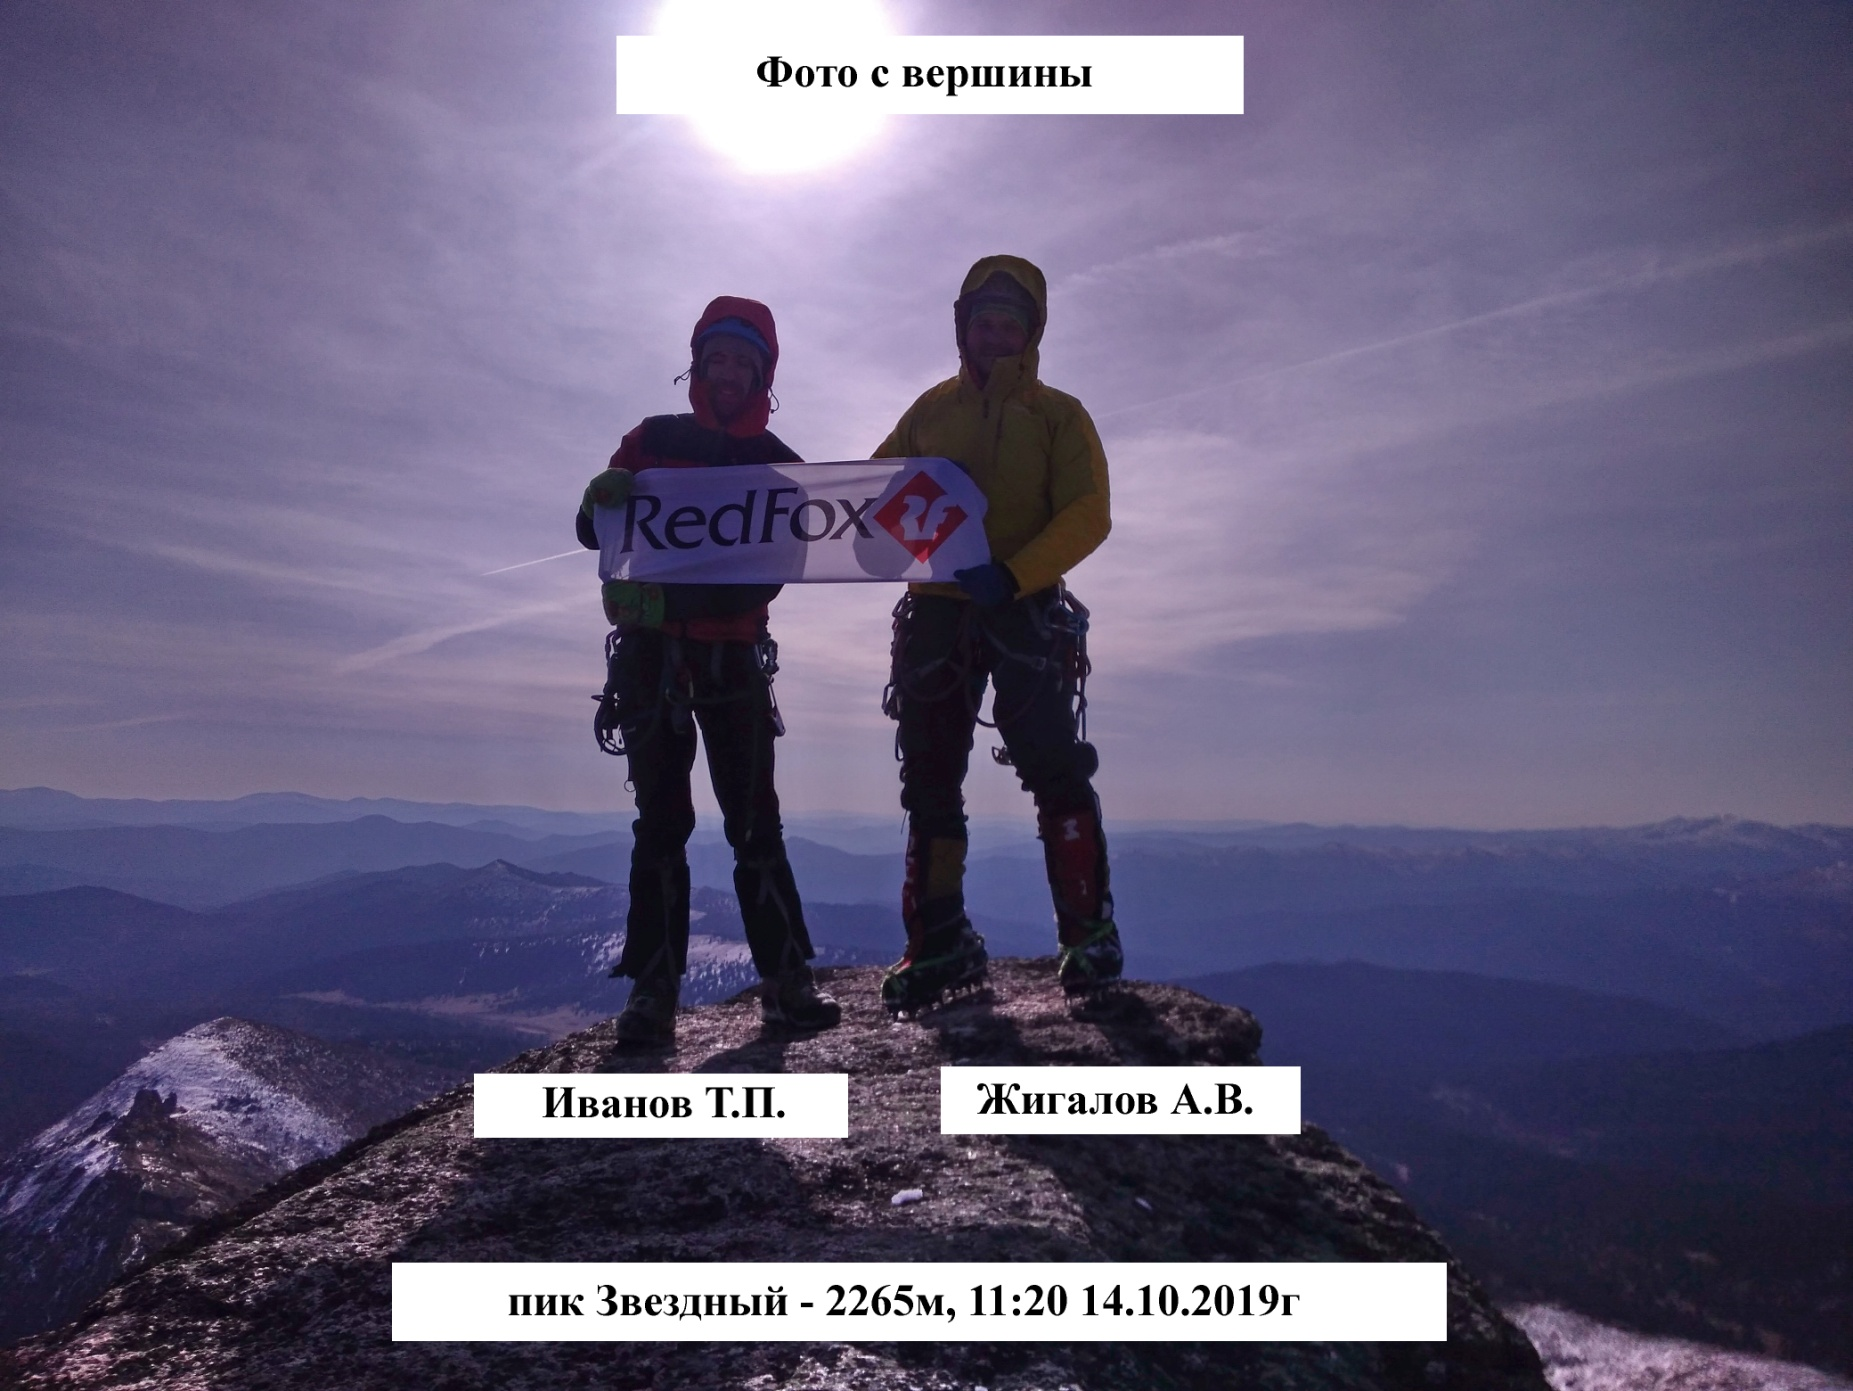 Фото с вершины
RedFox
Иванов Т.П.
Жигалов А.В.
пик Звездный - 2265м, 11:20 14.10.2019г